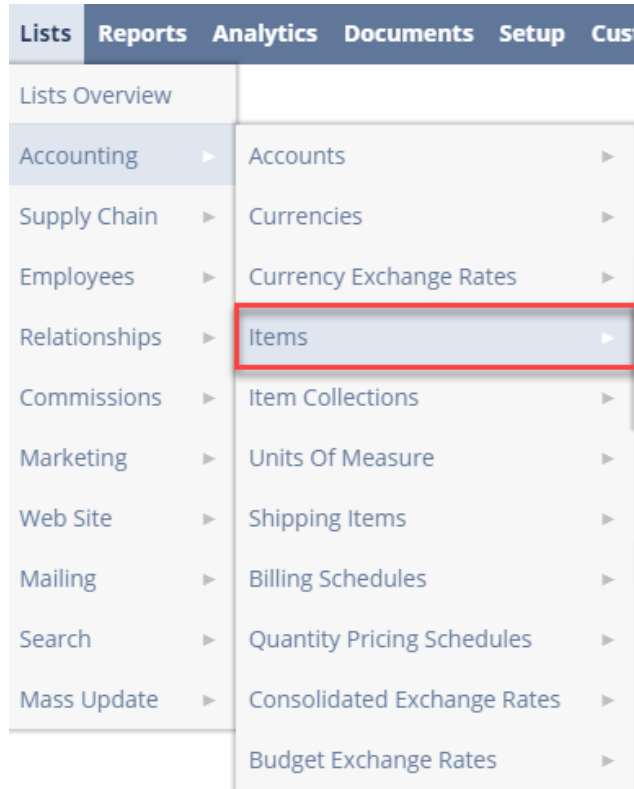 Lists Reports Analytics Documents Setup
Lists Overview
Accounting
Supply Chain
Employees
Relationships
Commissions
Marketing
Web Site
Mailing
Search
Mass Update
Accounts
Currencies
Currency Exchange Rates
Items
Item Collections
Units Of Measure
Shipping Items
Billing Schedules
Quantity Pricing Schedules
Consolidated Exchange Rates
Budget Exchange Rates